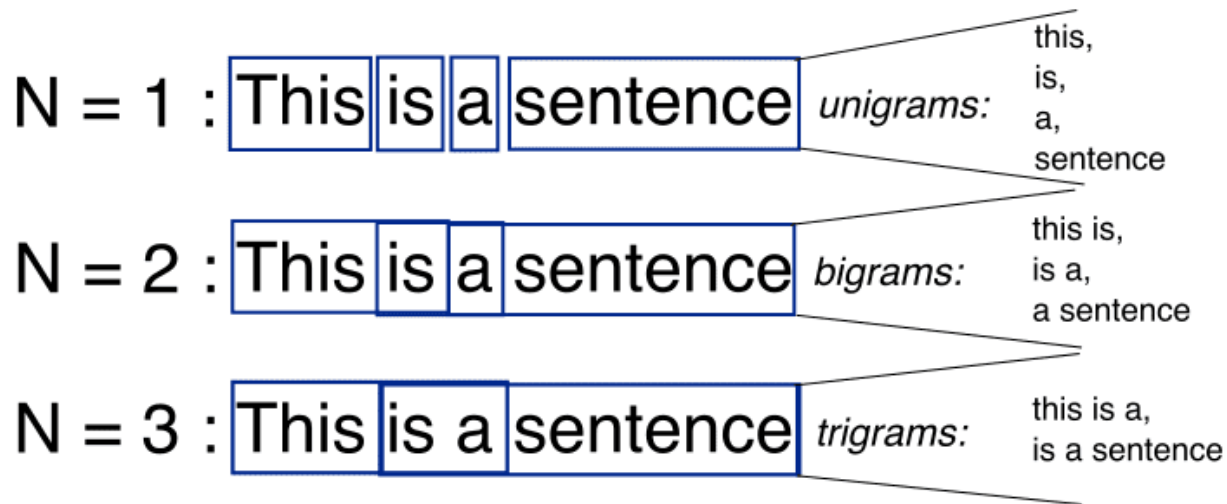 N = 1 : This is a sentence unigrams:
this,
is,
a,
sentence
N = 2 : This is a sentence bigrams:
this is,
is a,
a sentence
N = 3 : This is a sentence trigrams:
this is a,
is a sentence